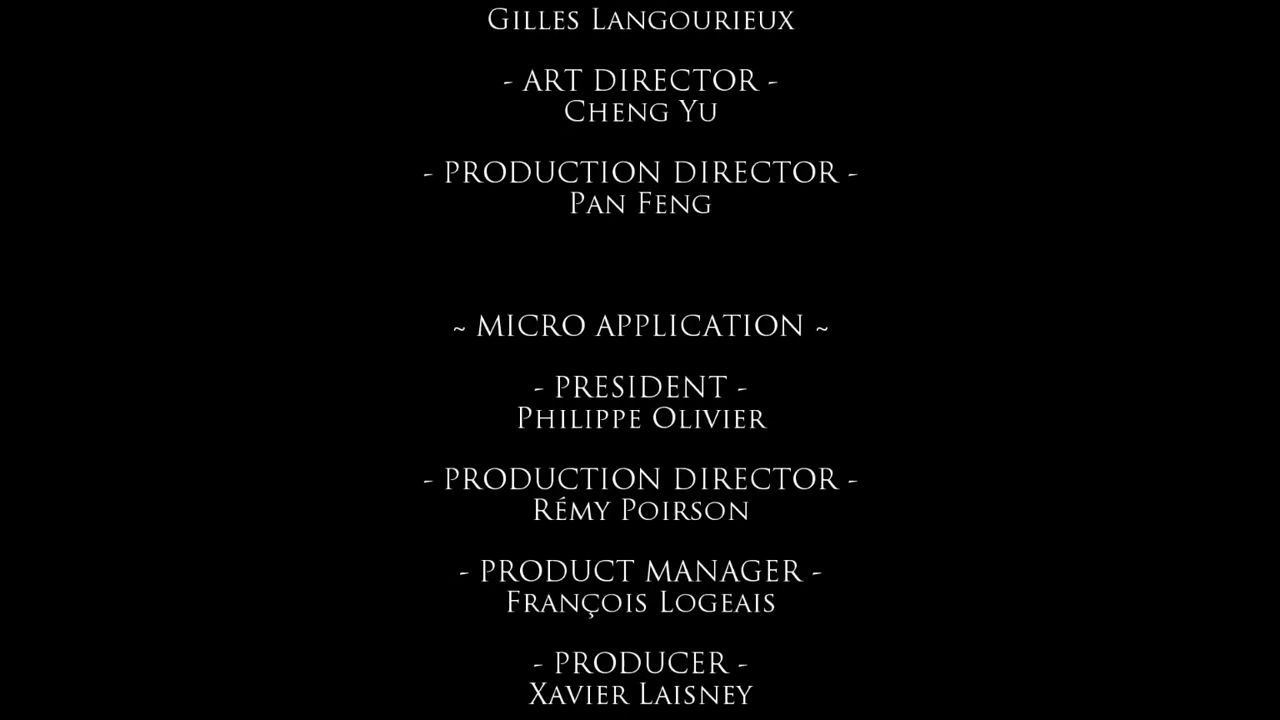 Gilles Langourieux
- ART DIRECTOR -
Cheng Yu
- PRODUCTION DIRECTOR -
Pan Feng
~ MICRO APPLICATION ~
- PRESIDENT -
Philippe Olivier
- PRODUCTION DIRECTOR -
Rémy Poirson
- PRODUCT MANAGER -
François Logeais
- PRODUCER -
Xavier Laisney